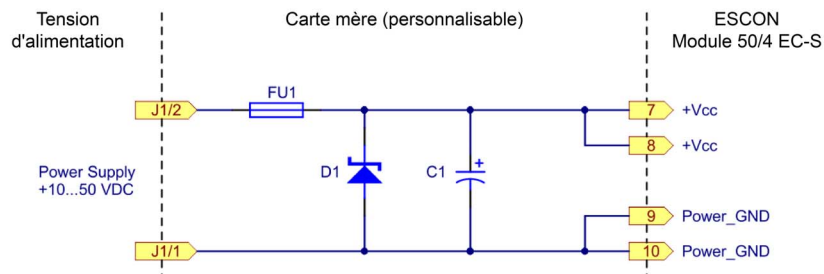 Tension
d'alimentation
Carte mère (personnalisable)
ESCON
Module 50/4 EC-S
FU1
J1/2
7 +Vcc
8 +Vcc
D1
C1
+
Power Supply
+10...50 VDC
9 Power_GND
J1/1
10 Power_GND